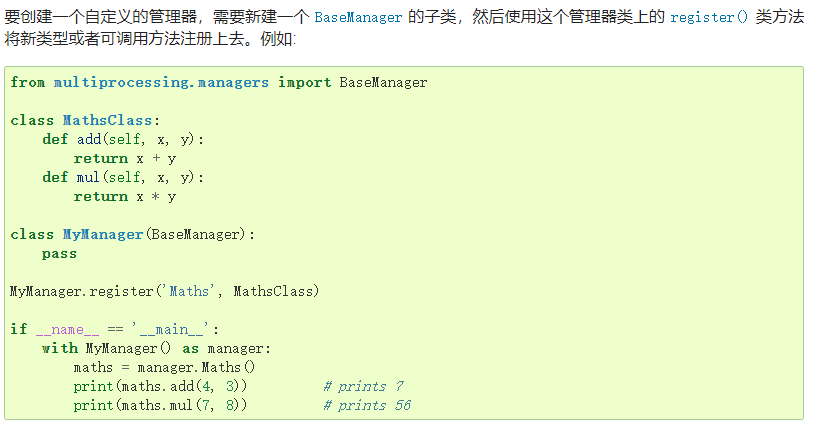 要创建一个自定义的管理器，需要新建一个 BaseManager 的子类，然后使用这个管理器类上的 register() 类方法
将新类型或者可调用方法注册上去。例如:
from multiprocessing.managers import BaseManager

class MathsClass:
    def add(self, x, y):
        return x + y
    def mul(self, x, y):
        return x * y

class MyManager(BaseManager):
    pass

MyManager.register('Maths', MathsClass)

if __name__ == '__main__':
    with MyManager() as manager:
        maths = manager.Maths()
        print(maths.add(4, 3))         # prints 7
        print(maths.mul(7, 8))         # prints 56